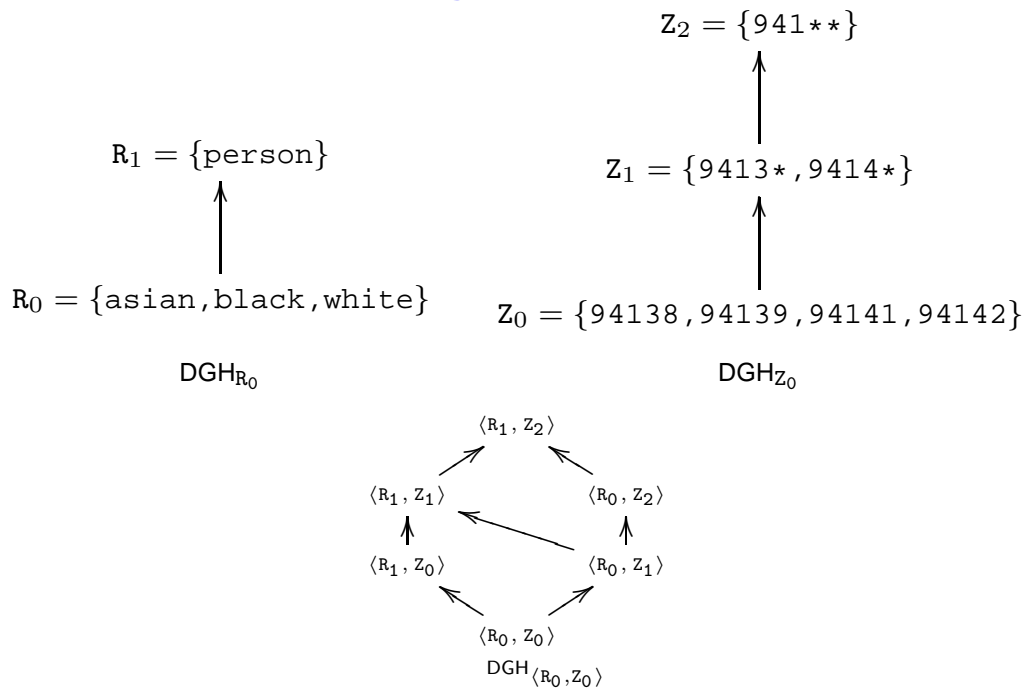 Z₂ = {941**}
R₁ = {person}
Z₁ = {9413*,9414*}
R₀ = {asian,black,white}
Z₀ = {94138,94139,94141,94142}
DGH_R₀
DGH_Z₀
⟨R₁, Z₂⟩
⟨R₁, Z₁⟩ ⟨R₀, Z₂⟩
⟨R₁, Z₀⟩ ⟨R₀, Z₁⟩
⟨R₀, Z₀⟩
DGH_⟨R₀,Z₀⟩